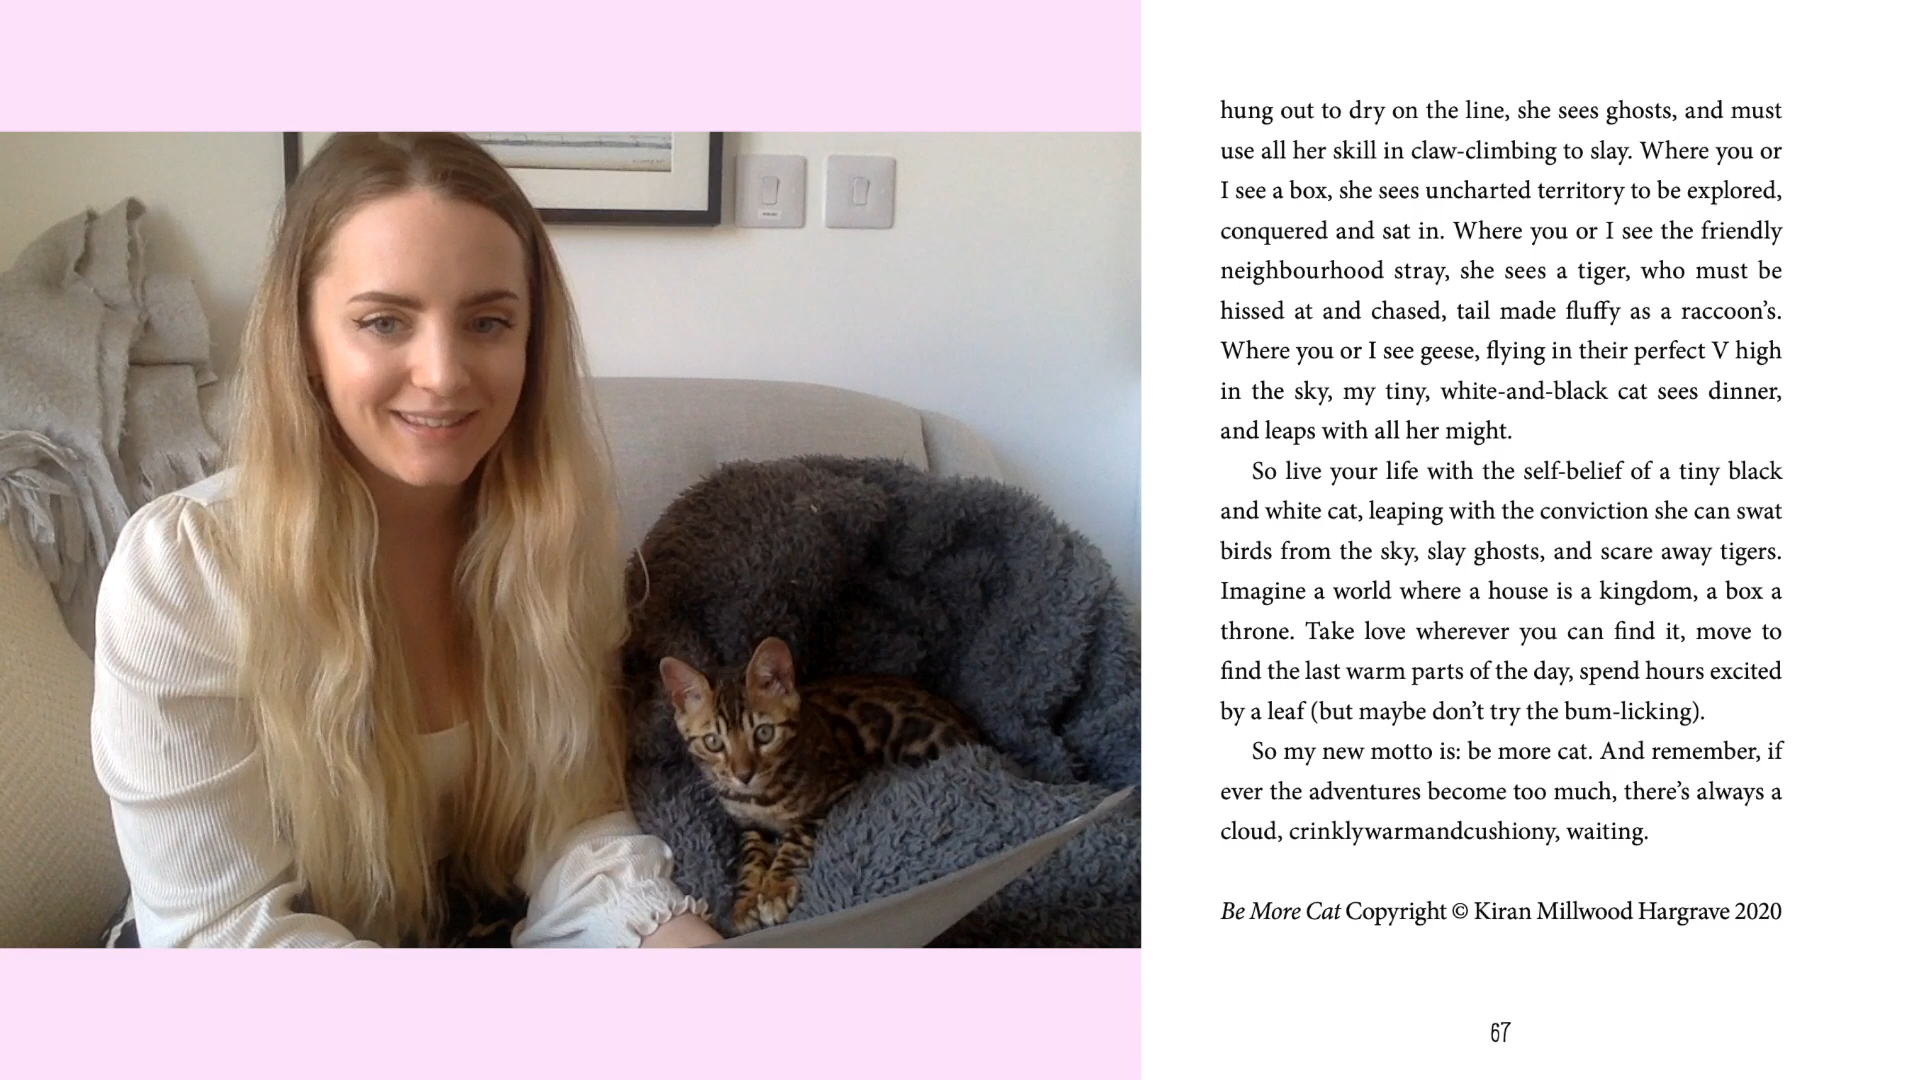 hung out to dry on the line, she sees ghosts, and must
use all her skill in claw-climbing to slay. Where you or
I see a box, she sees uncharted territory to be explored,
conquered and sat in. Where you or I see the friendly
neighbourhood stray, she sees a tiger, who must be
hissed at and chased, tail made fluffy as a raccoon’s.
Where you or I see geese, flying in their perfect V high
in the sky, my tiny, white-and-black cat sees dinner,
and leaps with all her might.
So live your life with the self-belief of a tiny black
and white cat, leaping with the conviction she can swat
birds from the sky, slay ghosts, and scare away tigers.
Imagine a world where a house is a kingdom, a box a
throne. Take love wherever you can find it, move to
find the last warm parts of the day, spend hours excited
by a leaf (but maybe don’t try the bum-licking).
So my new motto is: be more cat. And remember, if
ever the adventures become too much, there’s always a
cloud, crinklywarmandcushiony, waiting.
Be More Cat Copyright © Kiran Millwood Hargrave 2020
67